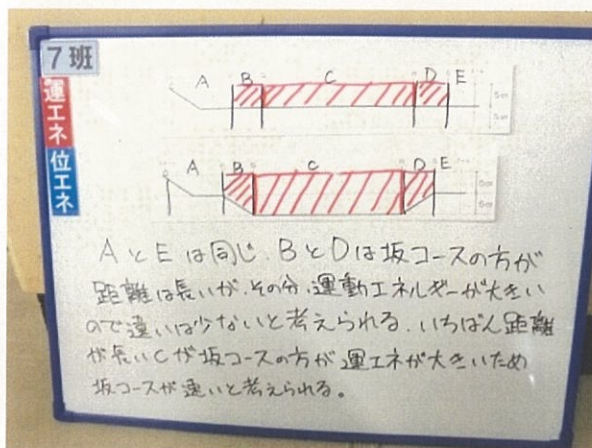 7班
運エネ
位エネ
A B C D E
5cm
5cm
A B C D E
5cm
5cm
AとEは同じ.BとDは坂コースの方が
距離は長いが、その分、運動エネルギーが大きい
ので違いは少ないと考えられる.いちばん距離
が長いCが坂コースの方が運エネが大きいため
坂コースが速いと考えられる。